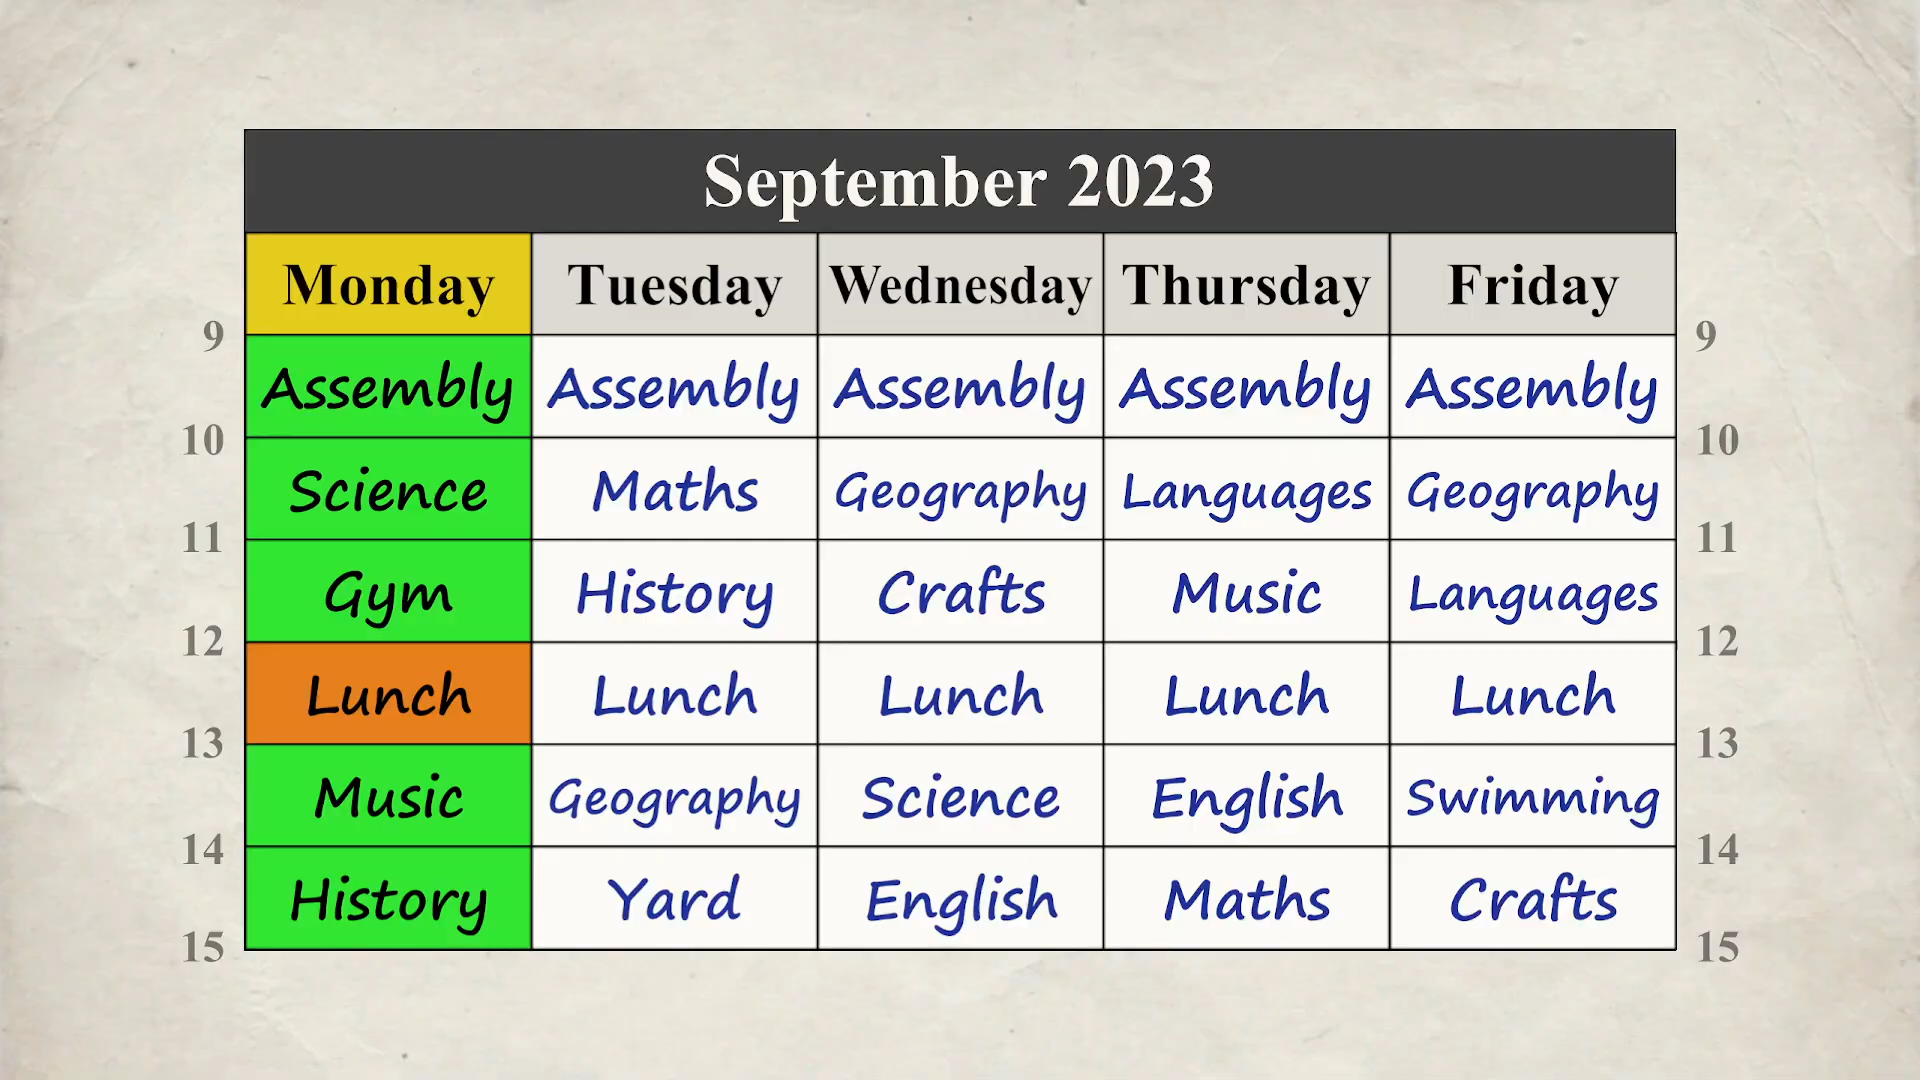 September 2023
Monday Tuesday Wednesday Thursday Friday
9 9
Assembly Assembly Assembly Assembly Assembly
10 10
Science Maths Geography Languages Geography
11 11
Gym History Crafts Music Languages
12 12
Lunch Lunch Lunch Lunch Lunch
13 13
Music Geography Science English Swimming
14 14
History Yard English Maths Crafts
15 15